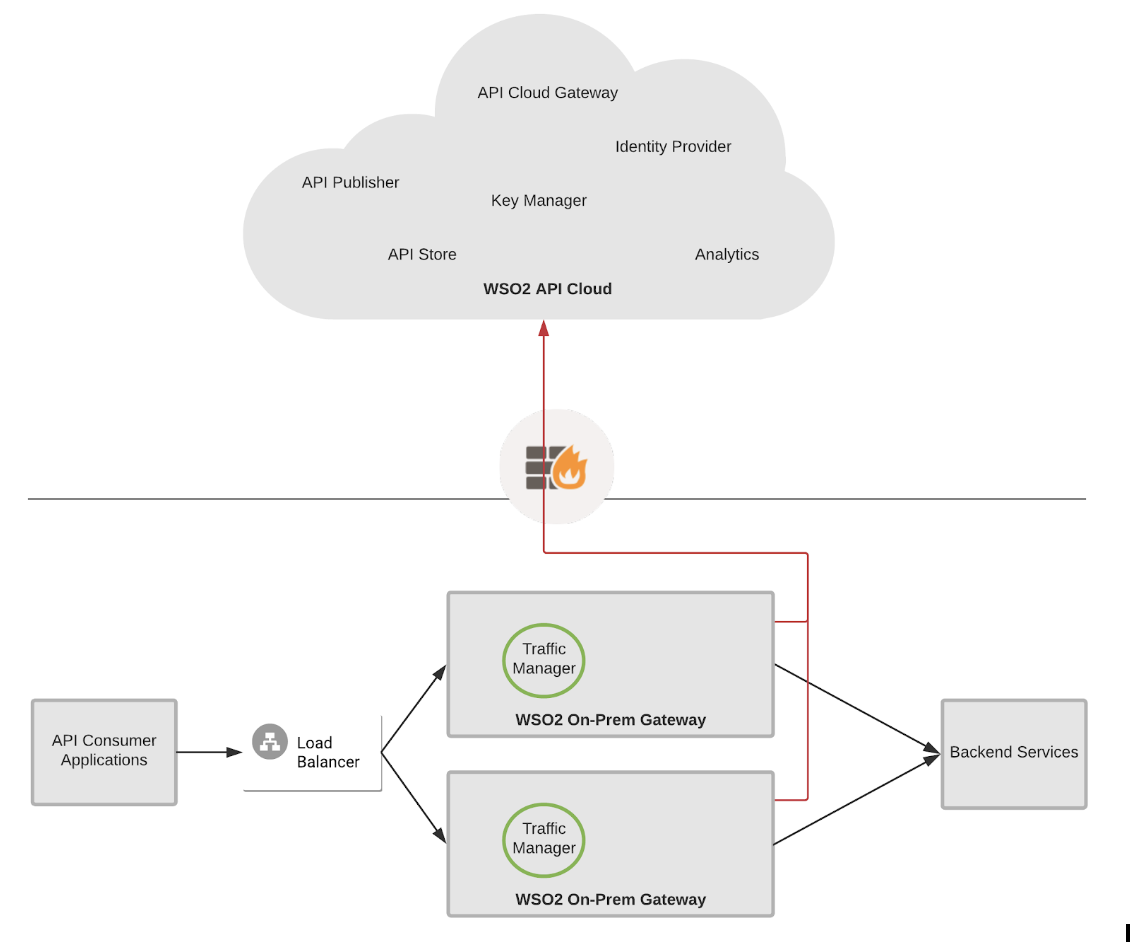 API Cloud Gateway
Identity Provider
API Publisher
Key Manager
API Store
Analytics
WSO2 API Cloud
Traffic
Manager
WSO2 On-Prem Gateway
API Consumer
Applications
Load
Balancer
Backend Services
Traffic
Manager
WSO2 On-Prem Gateway